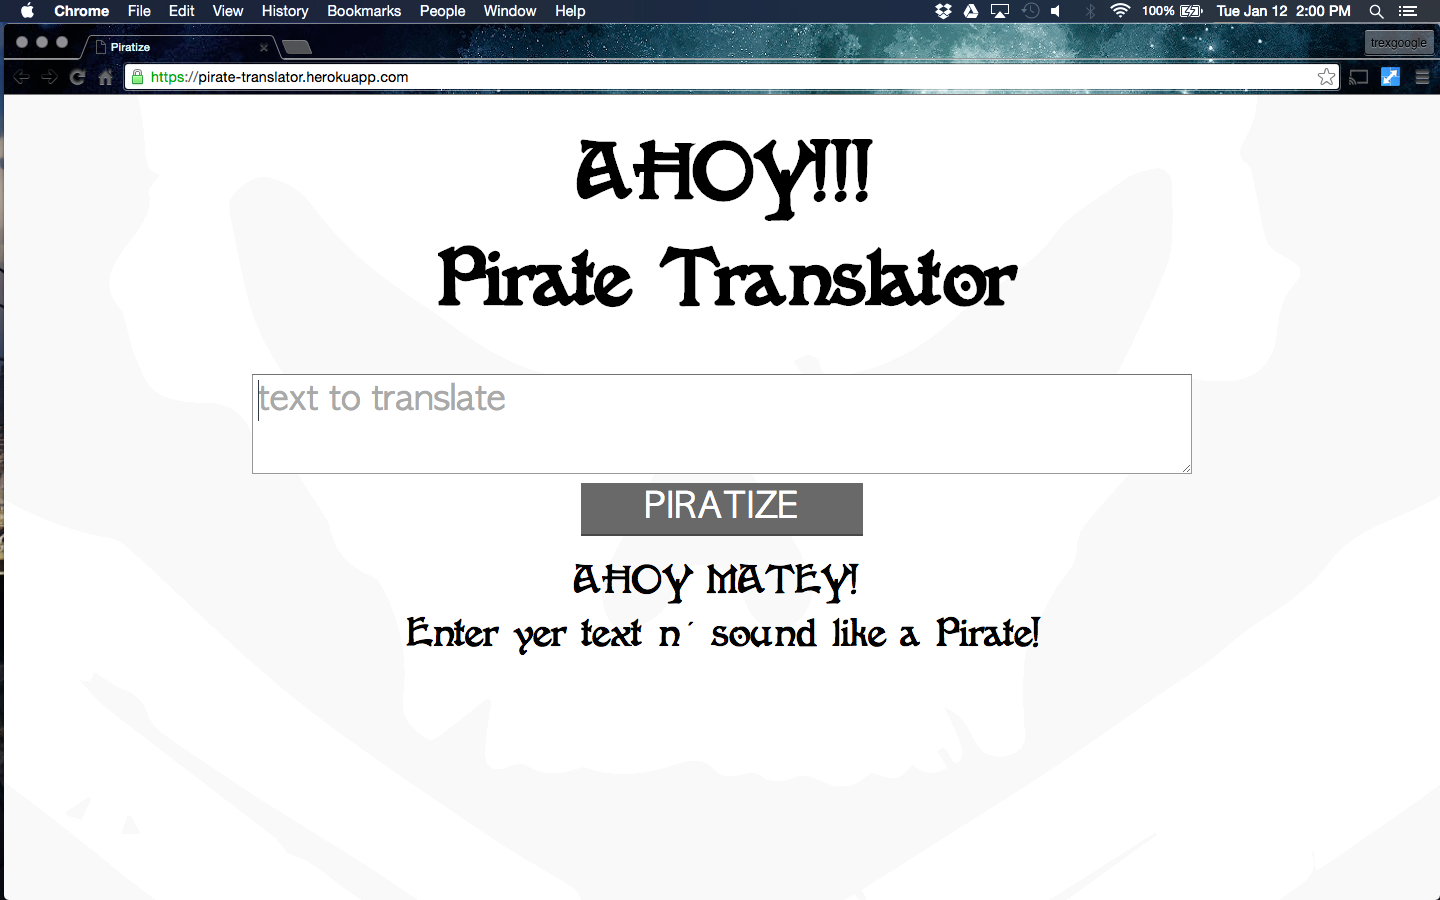 Chrome File Edit View History Bookmarks People Window Help 100% Tue Jan 12 2:00 PM
Piratize trexgoogle
https://pirate-translator.herokuapp.com
AHOY!!!
Pirate Translator
text to translate
PIRATIZE
AHOY MATEY!
Enter yer text n´ sound like a Pirate!